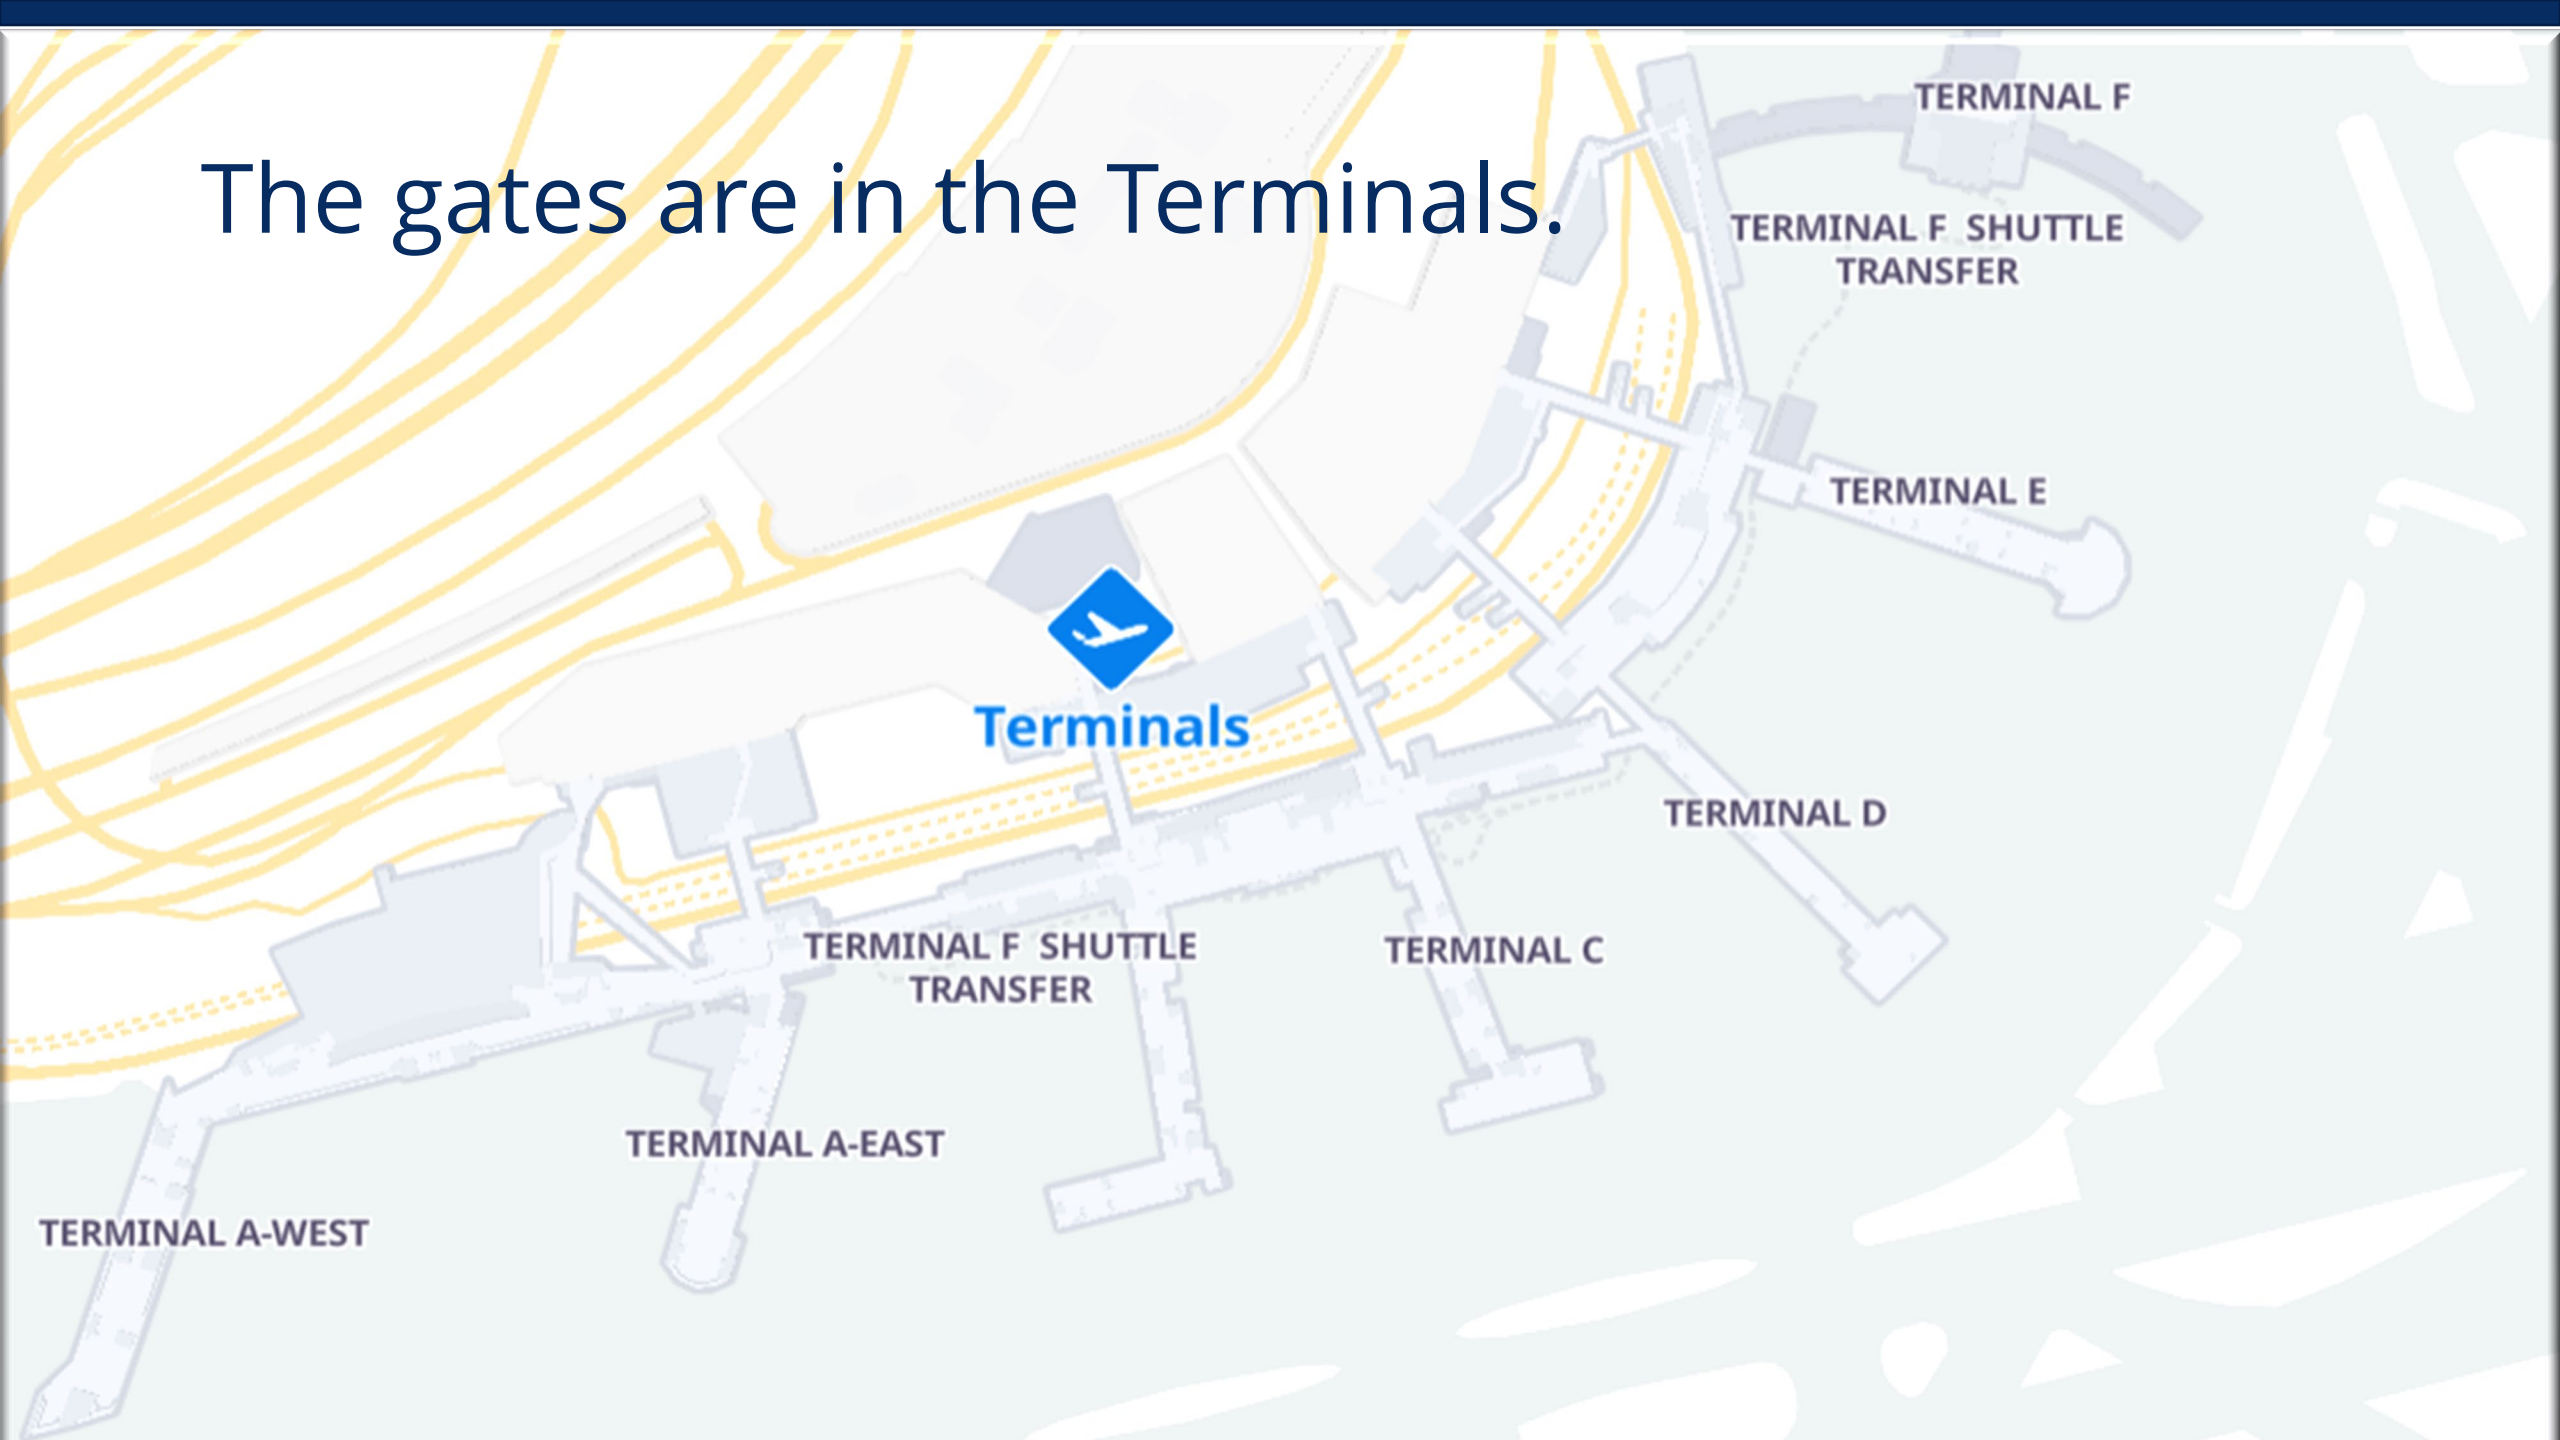 TERMINAL F
The gates are in the Terminals.
TERMINAL F SHUTTLE
TRANSFER
TERMINAL E
Terminals
TERMINAL D
TERMINAL F SHUTTLE
TRANSFER
TERMINAL C
TERMINAL A-EAST
TERMINAL A-WEST